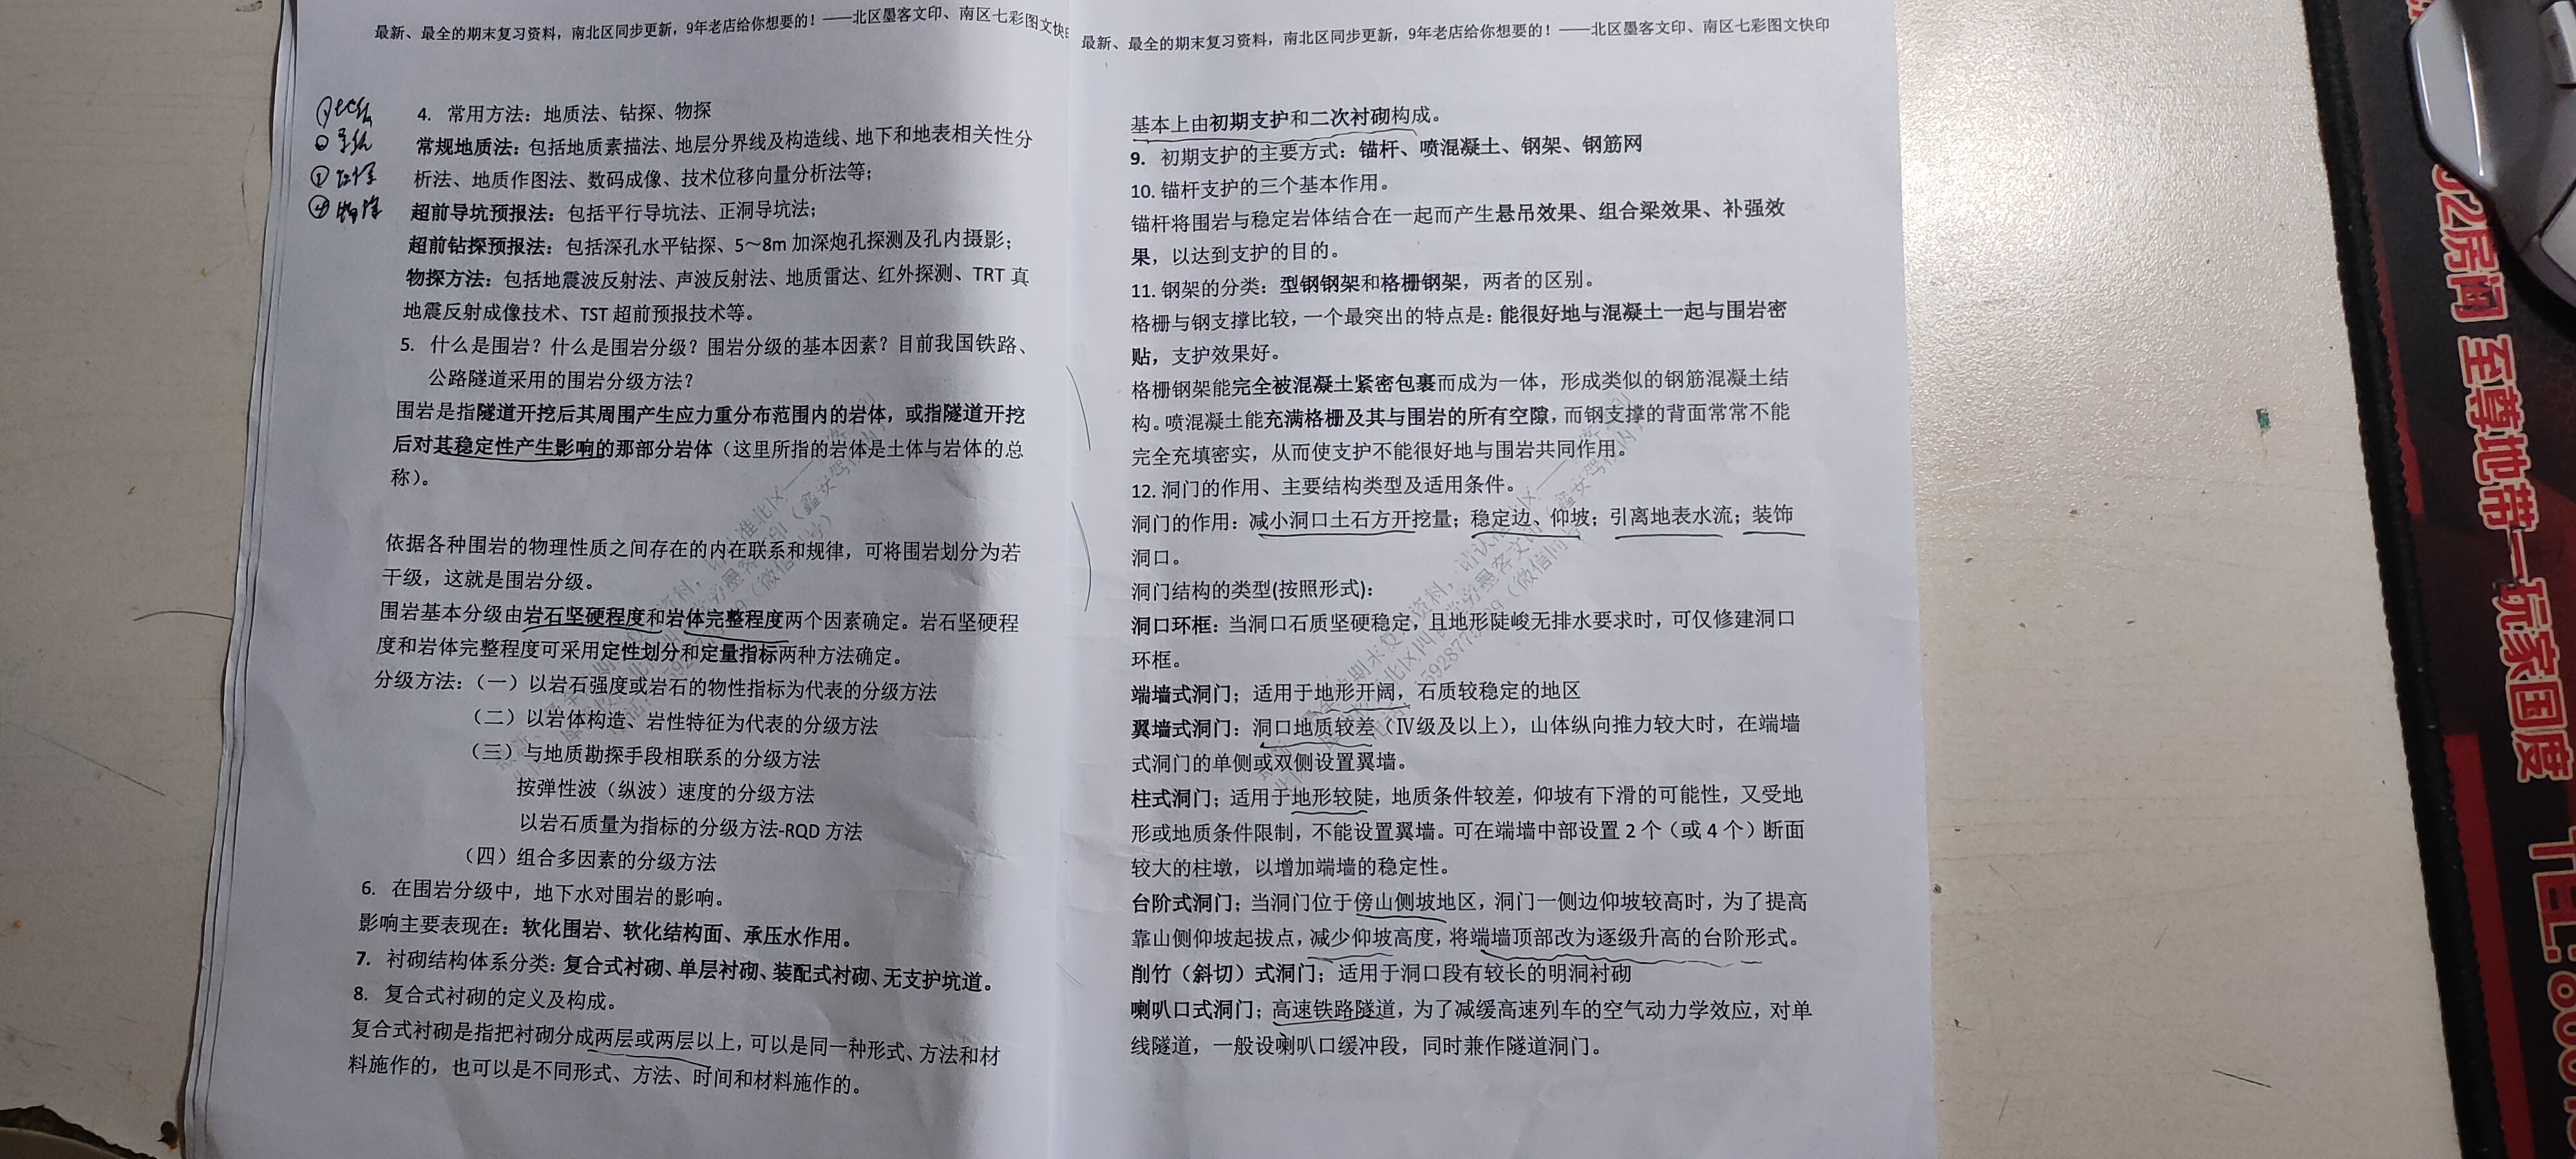 最新、最全的期末复习资料，南北区同步更新，9年老店给你想要的！——北区墨客文印、南区七彩图文快印
4. 常用方法：地质法、钻探、物探
常规地质法：包括地质素描法、地层分界线及构造线、地下和地表相关性分
析法、地质作图法、数码成像、技术位移向量分析法等；
超前导坑预报法：包括平行导坑法、正洞导坑法；
超前钻探预报法：包括深孔水平钻探、5～8m 加深炮孔探测及孔内摄影；
物探方法：包括地震波反射法、声波反射法、地质雷达、红外探测、TRT 真
地震反射成像技术、TST 超前预报技术等。
5. 什么是围岩？什么是围岩分级？围岩分级的基本因素？目前我国铁路、
公路隧道采用的围岩分级方法？
围岩是指隧道开挖后其周围产生应力重分布范围内的岩体，或指隧道开挖
后对其稳定性产生影响的那部分岩体（这里所指的岩体是土体与岩体的总
称）。
依据各种围岩的物理性质之间存在的内在联系和规律，可将围岩划分为若
干级，这就是围岩分级。
围岩基本分级由岩石坚硬程度和岩体完整程度两个因素确定。岩石坚硬程
度和岩体完整程度可采用定性划分和定量指标两种方法确定。
分级方法：（一）以岩石强度或岩石的物性指标为代表的分级方法
（二）以岩体构造、岩性特征为代表的分级方法
（三）与地质勘探手段相联系的分级方法
按弹性波（纵波）速度的分级方法
以岩石质量为指标的分级方法-RQD 方法
（四）组合多因素的分级方法
6. 在围岩分级中，地下水对围岩的影响。
影响主要表现在：软化围岩、软化结构面、承压水作用。
7. 衬砌结构体系分类：复合式衬砌、单层衬砌、装配式衬砌、无支护坑道。
8. 复合式衬砌的定义及构成。
复合式衬砌是指把衬砌分成两层或两层以上，可以是同一种形式、方法和材
料施作的，也可以是不同形式、方法、时间和材料施作的。
最新、最全的期末复习资料，南北区同步更新，9年老店给你想要的！——北区墨客文印、南区七彩图文快印
基本上由初期支护和二次衬砌构成。
9. 初期支护的主要方式：锚杆、喷混凝土、钢架、钢筋网
10. 锚杆支护的三个基本作用。
锚杆将围岩与稳定岩体结合在一起而产生悬吊效果、组合梁效果、补强效
果，以达到支护的目的。
11. 钢架的分类：型钢钢架和格栅钢架，两者的区别。
格栅与钢支撑比较，一个最突出的特点是：能很好地与混凝土一起与围岩密
贴，支护效果好。
格栅钢架能完全被混凝土紧密包裹而成为一体，形成类似的钢筋混凝土结
构。喷混凝土能充满格栅及其与围岩的所有空隙，而钢支撑的背面常常不能
完全充填密实，从而使支护不能很好地与围岩共同作用。
12. 洞门的作用、主要结构类型及适用条件。
洞门的作用：减小洞口土石方开挖量；稳定边、仰坡；引离地表水流；装饰
洞口。
洞门结构的类型(按照形式)：
洞口环框：当洞口石质坚硬稳定，且地形陡峻无排水要求时，可仅修建洞口
环框。
端墙式洞门；适用于地形开阔，石质较稳定的地区
翼墙式洞门：洞口地质较差（Ⅳ级及以上），山体纵向推力较大时，在端墙
式洞门的单侧或双侧设置翼墙。
柱式洞门；适用于地形较陡，地质条件较差，仰坡有下滑的可能性，又受地
形或地质条件限制，不能设置翼墙。可在端墙中部设置 2 个（或 4 个）断面
较大的柱墩，以增加端墙的稳定性。
台阶式洞门；当洞门位于傍山侧坡地区，洞门一侧边仰坡较高时，为了提高
靠山侧仰坡起拔点，减少仰坡高度，将端墙顶部改为逐级升高的台阶形式。
削竹（斜切）式洞门；适用于洞口段有较长的明洞衬砌
喇叭口式洞门；高速铁路隧道，为了减缓高速列车的空气动力学效应，对单
线隧道，一般设喇叭口缓冲段，同时兼作隧道洞门。
房间 至尊地带—玩家国度